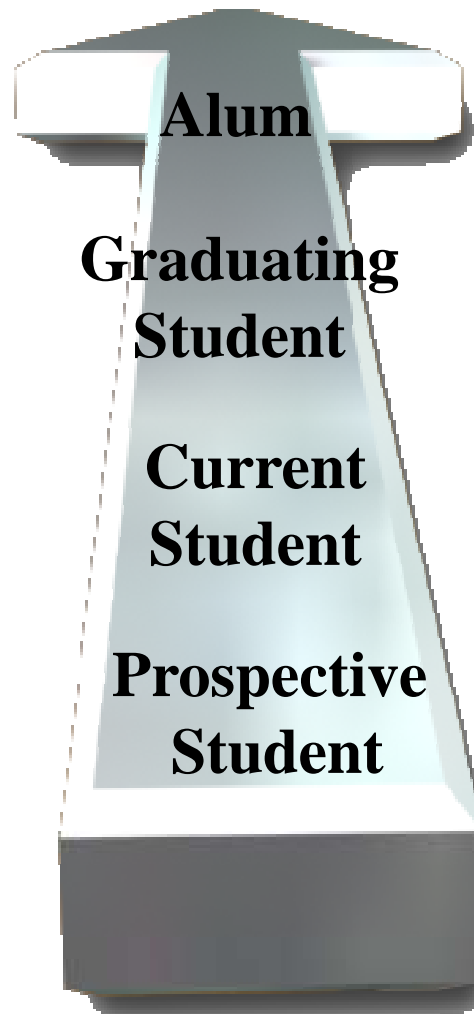 Alum
Graduating
Student
Current
Student
Prospective
Student